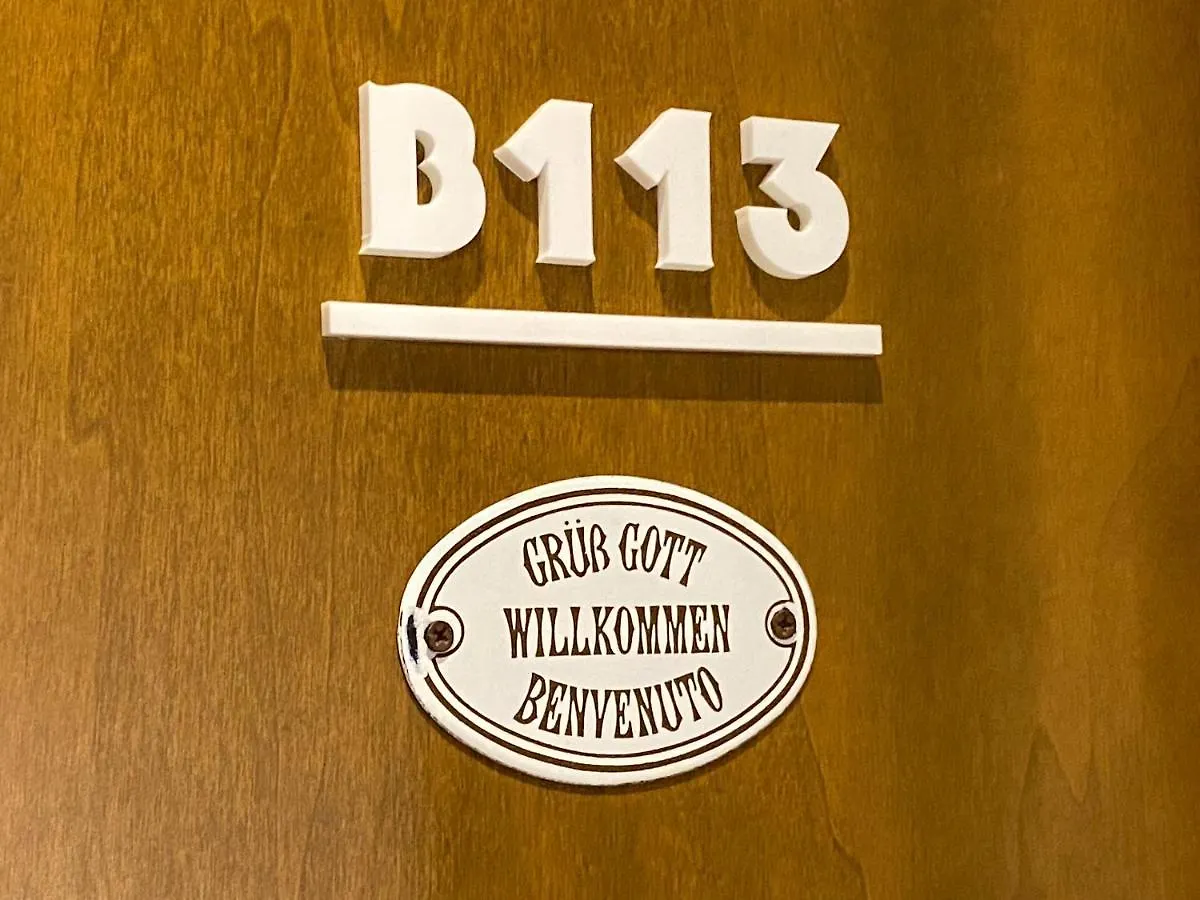 B113
GRÜß GOTT
WILLKOMMEN
BENVENUTO